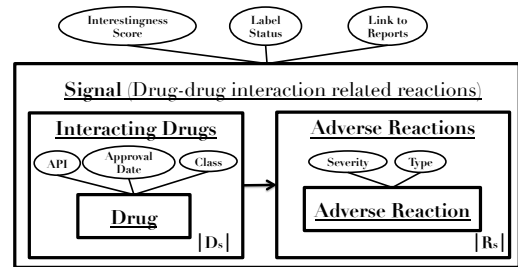 Interestingness
Score
Label
Status
Link to
Reports
Signal (Drug-drug interaction related reactions)
Interacting Drugs
API
Approval
Date
Class
Drug
|Ds|
Adverse Reactions
Severity
Type
Adverse Reaction
|Rs|